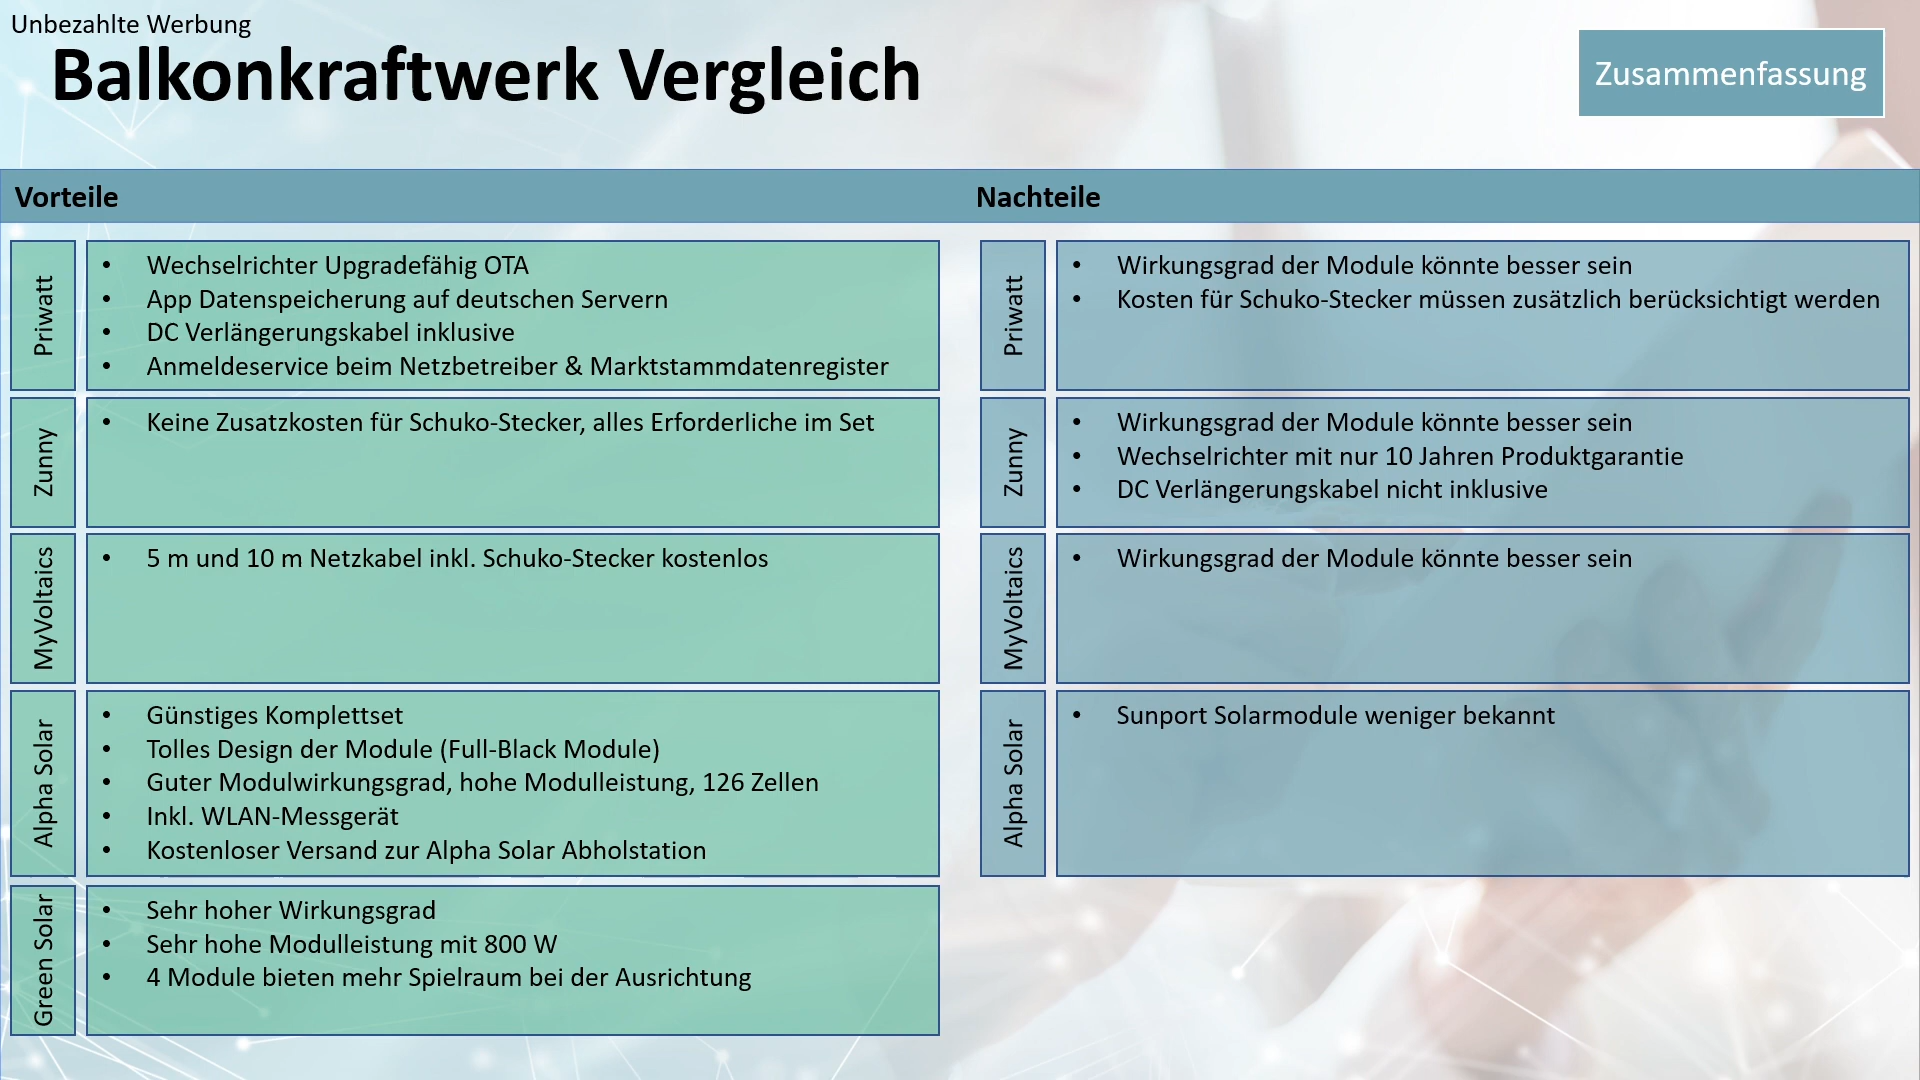 Unbezahlte Werbung
Balkonkraftwerk Vergleich
Zusammenfassung
Vorteile
Nachteile
Priwatt
• Wechselrichter Upgradefähig OTA
• App Datenspeicherung auf deutschen Servern
• DC Verlängerungskabel inklusive
• Anmeldeservice beim Netzbetreiber & Marktstammdatenregister
Priwatt
• Wirkungsgrad der Module könnte besser sein
• Kosten für Schuko-Stecker müssen zusätzlich berücksichtigt werden
Zunny
• Keine Zusatzkosten für Schuko-Stecker, alles Erforderliche im Set
Zunny
• Wirkungsgrad der Module könnte besser sein
• Wechselrichter mit nur 10 Jahren Produktgarantie
• DC Verlängerungskabel nicht inklusive
MyVoltaics
• 5 m und 10 m Netzkabel inkl. Schuko-Stecker kostenlos
MyVoltaics
• Wirkungsgrad der Module könnte besser sein
Alpha Solar
• Günstiges Komplettset
• Tolles Design der Module (Full-Black Module)
• Guter Modulwirkungsgrad, hohe Modulleistung, 126 Zellen
• Inkl. WLAN-Messgerät
• Kostenloser Versand zur Alpha Solar Abholstation
Alpha Solar
• Sunport Solarmodule weniger bekannt
Green Solar
• Sehr hoher Wirkungsgrad
• Sehr hohe Modulleistung mit 800 W
• 4 Module bieten mehr Spielraum bei der Ausrichtung